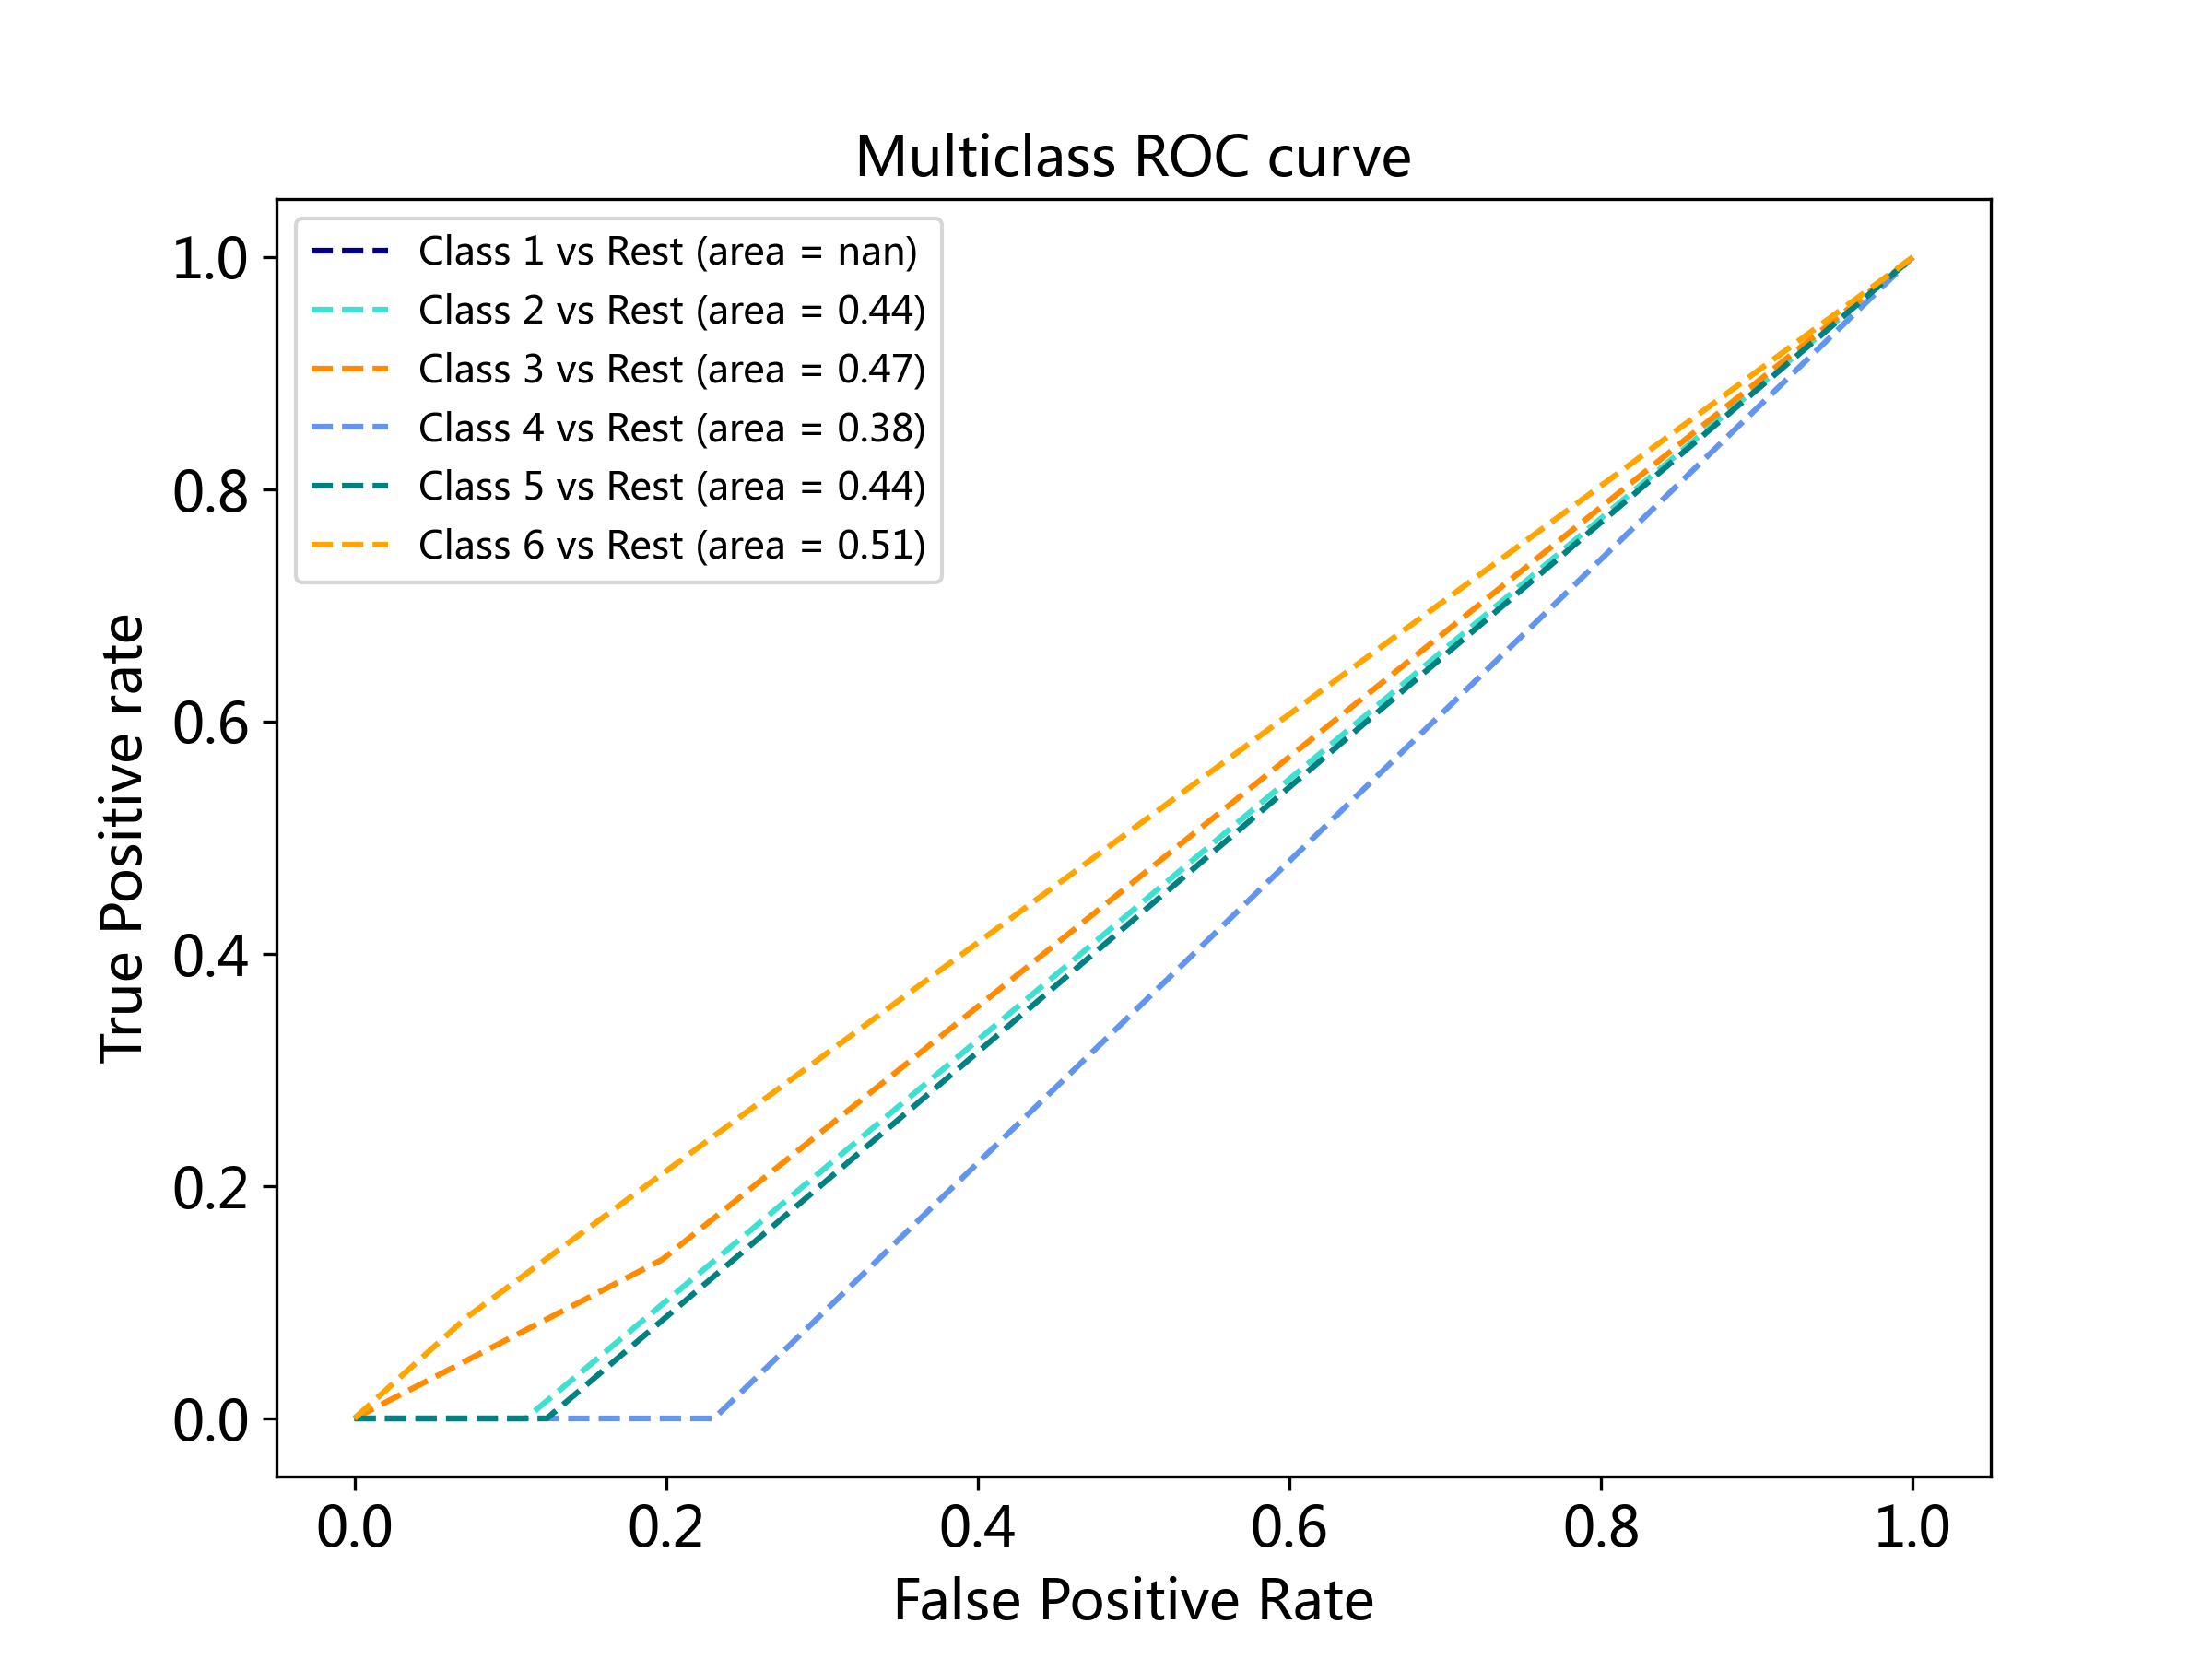 Multiclass ROC curve
Class 1 vs Rest (area = nan)
Class 2 vs Rest (area = 0.44)
Class 3 vs Rest (area = 0.47)
Class 4 vs Rest (area = 0.38)
Class 5 vs Rest (area = 0.44)
Class 6 vs Rest (area = 0.51)
True Positive rate
1.0
0.8
0.6
0.4
0.2
0.0
0.0 0.2 0.4 0.6 0.8 1.0
False Positive Rate